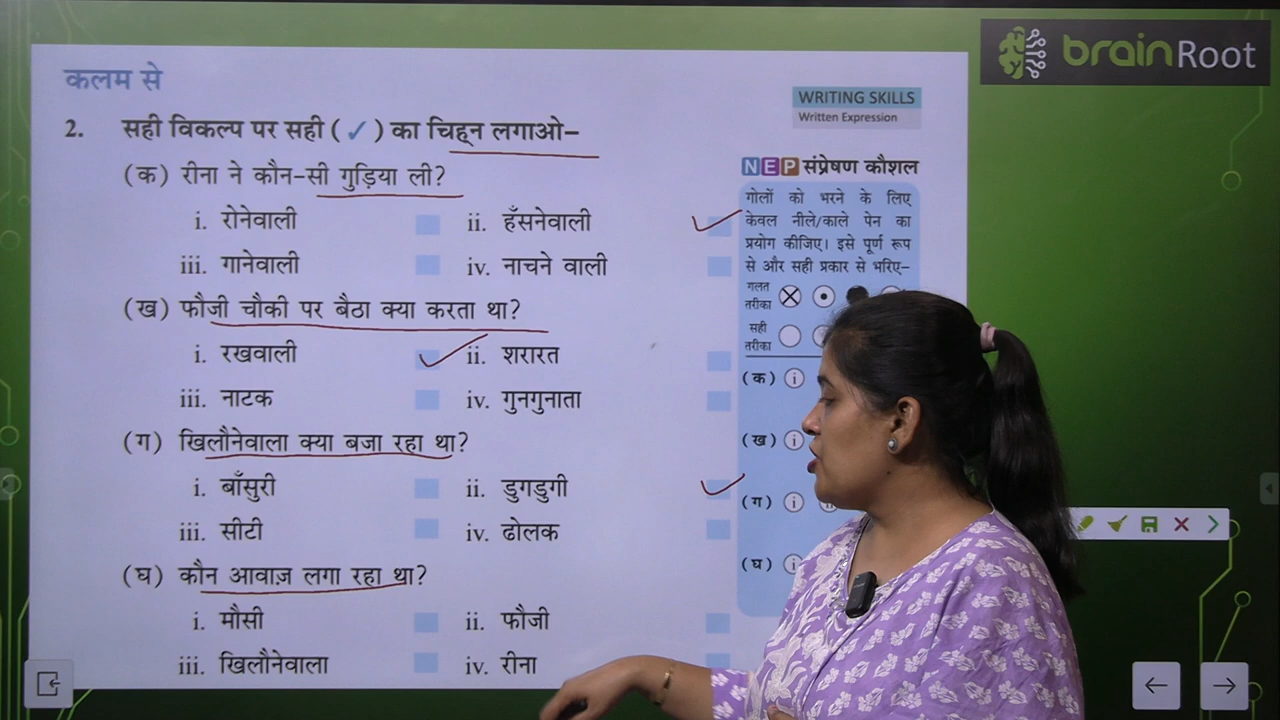 brainRoot
कलम से
WRITING SKILLS
Written Expression
2. सही विकल्प पर सही ( ✓ ) का चिह्न लगाओ–
(क) रीना ने कौन-सी गुड़िया ली?
i. रोनेवाली ii. हँसनेवाली
iii. गानेवाली iv. नाचने वाली
(ख) फौजी चौकी पर बैठा क्या करता था?
i. रखवाली ii. शरारत
iii. नाटक iv. गुनगुनाता
(ग) खिलौनेवाला क्या बजा रहा था?
i. बाँसुरी ii. डुगडुगी
iii. सीटी iv. ढोलक
(घ) कौन आवाज़ लगा रहा था?
i. मौसी ii. फौजी
iii. खिलौनेवाला iv. रीना
NEP संप्रेषण कौशल
गोलों को भरने के लिए
केवल नीले/काले पेन का
प्रयोग कीजिए। इसे पूर्ण रूप
से और सही प्रकार से भरिए–
गलत
तरीका
सही
तरीका
(क) i
(ख) i
(ग) i
(घ) i